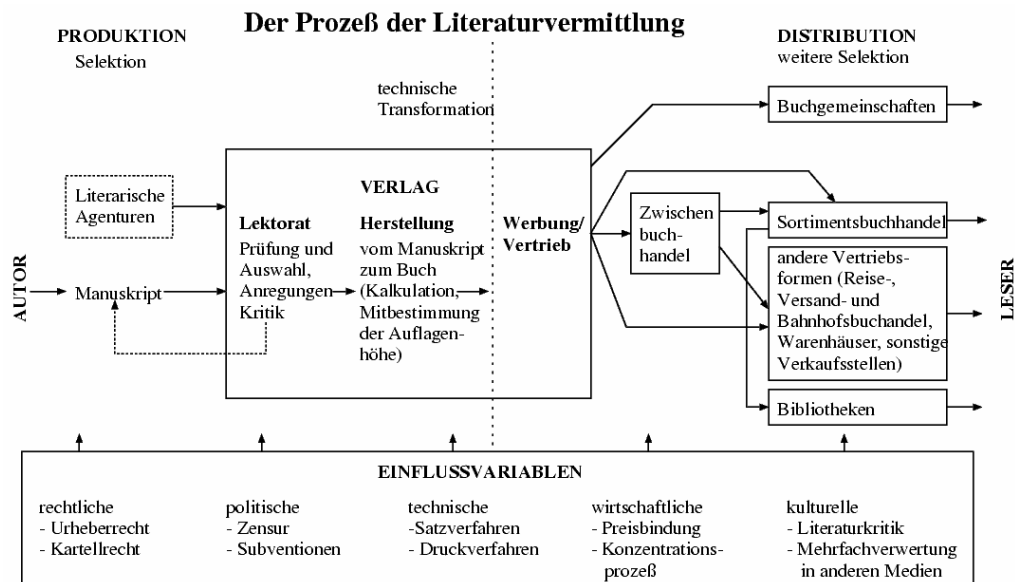 Der Prozeß der Literaturvermittlung
PRODUKTION
Selektion
DISTRIBUTION
weitere Selektion
technische
Transformation
AUTOR
Literarische
Agenturen
Manuskript
VERLAG
Lektorat
Prüfung und
Auswahl,
Anregungen
Kritik
Herstellung
vom Manuskript
zum Buch
(Kalkulation,
Mitbestimmung
der Auflagen-
höhe)
Werbung/
Vertrieb
Zwischen
buch-
handel
Buchgemeinschaften
Sortimentsbuchhandel
andere Vertriebs-
formen (Reise-,
Versand- und
Bahnhofsbuchandel,
Warenhäuser, sonstige
Verkaufsstellen)
Bibliotheken
LESER
EINFLUSSVARIABLEN
rechtliche
- Urheberrecht
- Kartellrecht
politische
- Zensur
- Subventionen
technische
-Satzverfahren
- Druckverfahren
wirtschaftliche
- Preisbindung
- Konzentrations-
prozeß
kulturelle
- Literaturkritik
- Mehrfachverwertung
in anderen Medien